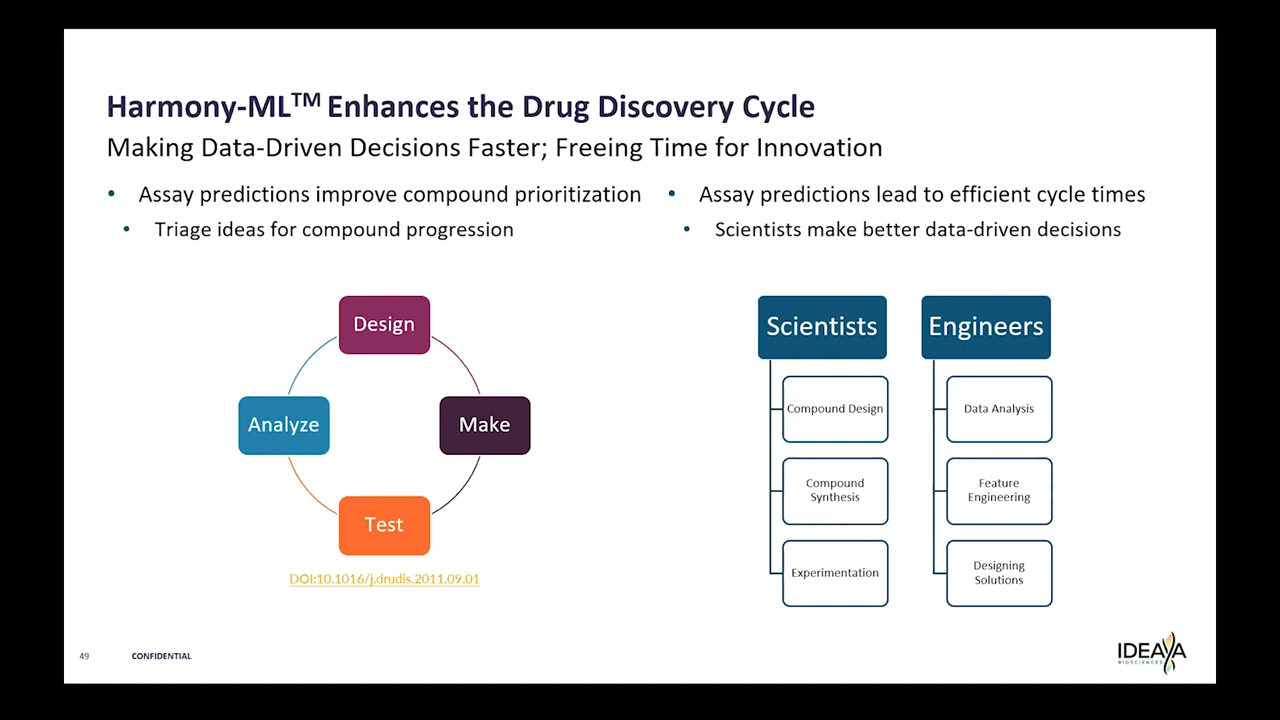 Harmony-ML™ Enhances the Drug Discovery Cycle
Making Data-Driven Decisions Faster; Freeing Time for Innovation
• Assay predictions improve compound prioritization
• Triage ideas for compound progression
• Assay predictions lead to efficient cycle times
• Scientists make better data-driven decisions
Design
Analyze
Make
Test
DOI:10.1016/j.drudis.2011.09.01
Scientists
Compound Design
Compound
Synthesis
Experimentation
Engineers
Data Analysis
Feature
Engineering
Designing
Solutions
49
CONFIDENTIAL
IDEAYA
BIOSCIENCES